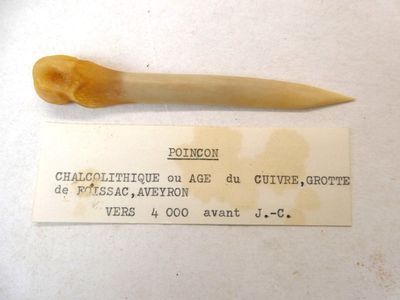 POINCON
CHALCOLITHIQUE ou AGE du CUIVRE,GROTTE
de FOISSAC,AVEYRON
VERS 4 000 avant J.-C.